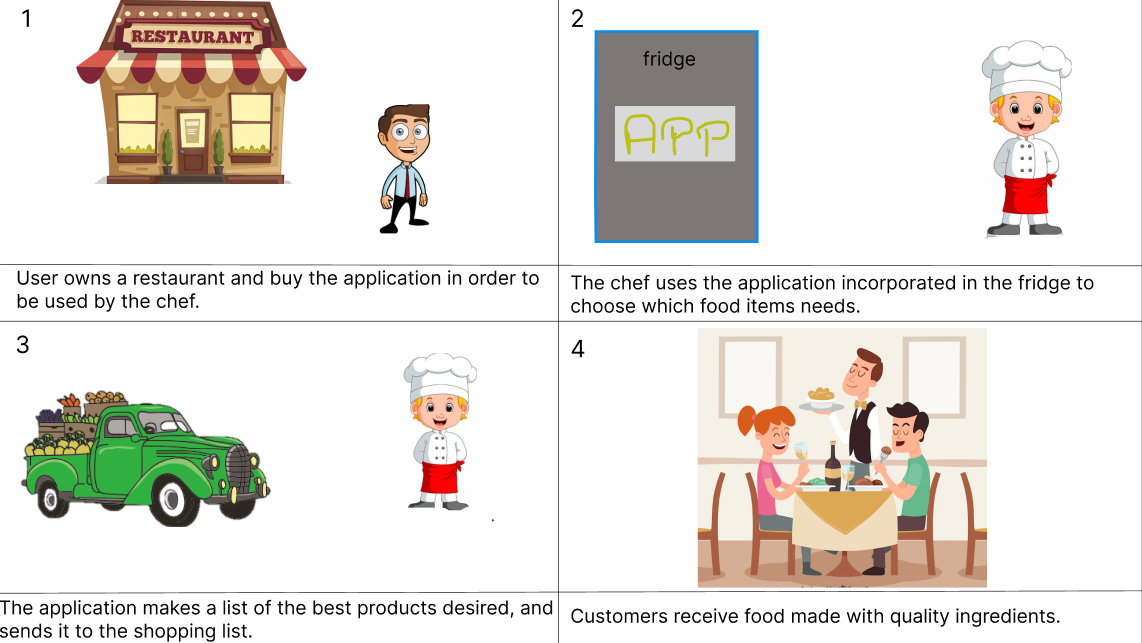 1
RESTAURANT
User owns a restaurant and buy the application in order to
be used by the chef.
2
fridge
APP
The chef uses the application incorporated in the fridge to
choose which food items needs.
3
The application makes a list of the best products desired, and
sends it to the shopping list.
4
Customers receive food made with quality ingredients.